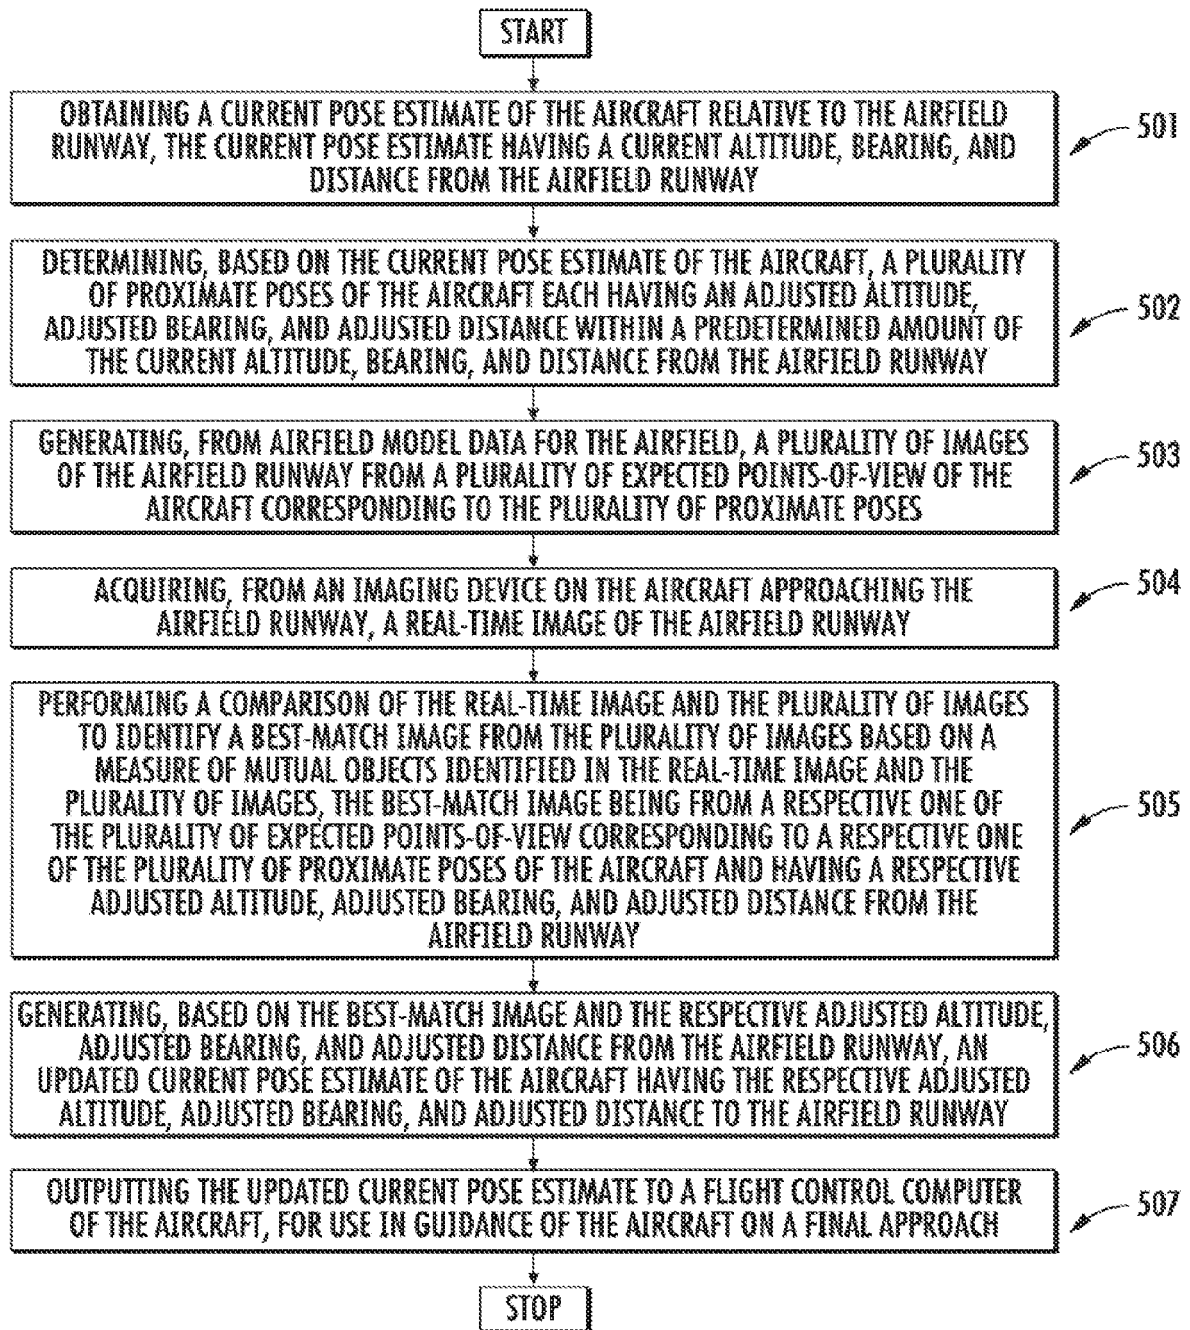 START
OBTAINING A CURRENT POSE ESTIMATE OF THE AIRCRAFT RELATIVE TO THE AIRFIELD
RUNWAY, THE CURRENT POSE ESTIMATE HAVING A CURRENT ALTITUDE, BEARING, AND
DISTANCE FROM THE AIRFIELD RUNWAY
501
DETERMINING, BASED ON THE CURRENT POSE ESTIMATE OF THE AIRCRAFT, A PLURALITY
OF PROXIMATE POSES OF THE AIRCRAFT EACH HAVING AN ADJUSTED ALTITUDE,
ADJUSTED BEARING, AND ADJUSTED DISTANCE WITHIN A PREDETERMINED AMOUNT OF
THE CURRENT ALTITUDE, BEARING, AND DISTANCE FROM THE AIRFIELD RUNWAY
502
GENERATING, FROM AIRFIELD MODEL DATA FOR THE AIRFIELD, A PLURALITY OF IMAGES
OF THE AIRFIELD RUNWAY FROM A PLURALITY OF EXPECTED POINTS-OF-VIEW OF THE
AIRCRAFT CORRESPONDING TO THE PLURALITY OF PROXIMATE POSES
503
ACQUIRING, FROM AN IMAGING DEVICE ON THE AIRCRAFT APPROACHING THE
AIRFIELD RUNWAY, A REAL-TIME IMAGE OF THE AIRFIELD RUNWAY
504
PERFORMING A COMPARISON OF THE REAL-TIME IMAGE AND THE PLURALITY OF IMAGES
TO IDENTIFY A BEST-MATCH IMAGE FROM THE PLURALITY OF IMAGES BASED ON A
MEASURE OF MUTUAL OBJECTS IDENTIFIED IN THE REAL-TIME IMAGE AND THE
PLURALITY OF IMAGES, THE BEST-MATCH IMAGE BEING FROM A RESPECTIVE ONE OF
THE PLURALITY OF EXPECTED POINTS-OF-VIEW CORRESPONDING TO A RESPECTIVE ONE
OF THE PLURALITY OF PROXIMATE POSES OF THE AIRCRAFT AND HAVING A RESPECTIVE
ADJUSTED ALTITUDE, ADJUSTED BEARING, AND ADJUSTED DISTANCE FROM THE
AIRFIELD RUNWAY
505
GENERATING, BASED ON THE BEST-MATCH IMAGE AND THE RESPECTIVE ADJUSTED ALTITUDE,
ADJUSTED BEARING, AND ADJUSTED DISTANCE FROM THE AIRFIELD RUNWAY, AN
UPDATED CURRENT POSE ESTIMATE OF THE AIRCRAFT HAVING THE RESPECTIVE ADJUSTED
ALTITUDE, ADJUSTED BEARING, AND ADJUSTED DISTANCE TO THE AIRFIELD RUNWAY
506
OUTPUTTING THE UPDATED CURRENT POSE ESTIMATE TO A FLIGHT CONTROL COMPUTER
OF THE AIRCRAFT, FOR USE IN GUIDANCE OF THE AIRCRAFT ON A FINAL APPROACH
507
STOP